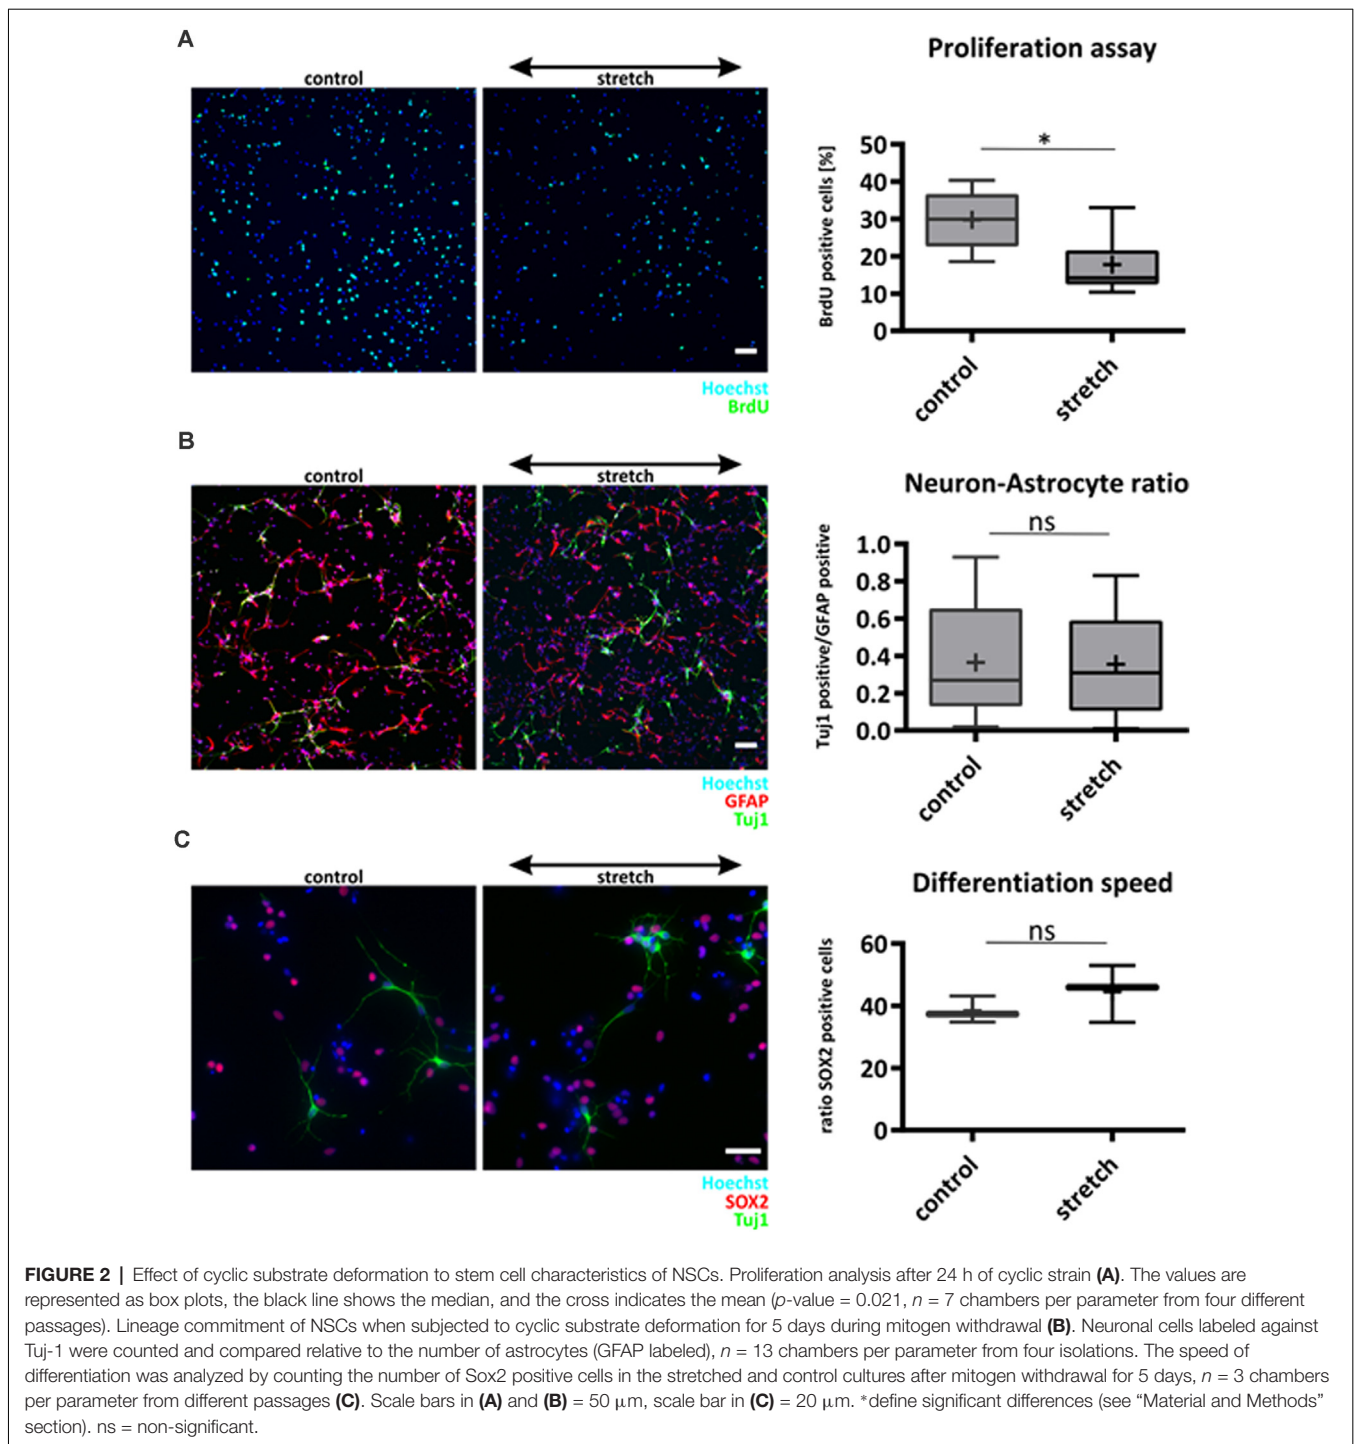 A
control
stretch
Hoechst
BrdU
Proliferation assay
BrdU positive cells [%]
50
40
30
20
10
0
*
control
stretch
B
control
stretch
Hoechst
GFAP
Tuj1
Neuron-Astrocyte ratio
Tuj1 positive/GFAP positive
1.0
0.8
0.6
0.4
0.2
0.0
ns
control
stretch
C
control
stretch
Hoechst
SOX2
Tuj1
Differentiation speed
ratio SOX2 positive cells
60
40
20
0
ns
control
stretch
FIGURE 2 | Effect of cyclic substrate deformation to stem cell characteristics of NSCs. Proliferation analysis after 24 h of cyclic strain (A). The values are
represented as box plots, the black line shows the median, and the cross indicates the mean (p-value = 0.021, n = 7 chambers per parameter from four different
passages). Lineage commitment of NSCs when subjected to cyclic substrate deformation for 5 days during mitogen withdrawal (B). Neuronal cells labeled against
Tuj-1 were counted and compared relative to the number of astrocytes (GFAP labeled), n = 13 chambers per parameter from four isolations. The speed of
differentiation was analyzed by counting the number of Sox2 positive cells in the stretched and control cultures after mitogen withdrawal for 5 days, n = 3 chambers
per parameter from different passages (C). Scale bars in (A) and (B) = 50 μm, scale bar in (C) = 20 μm. *define significant differences (see “Material and Methods”
section). ns = non-significant.